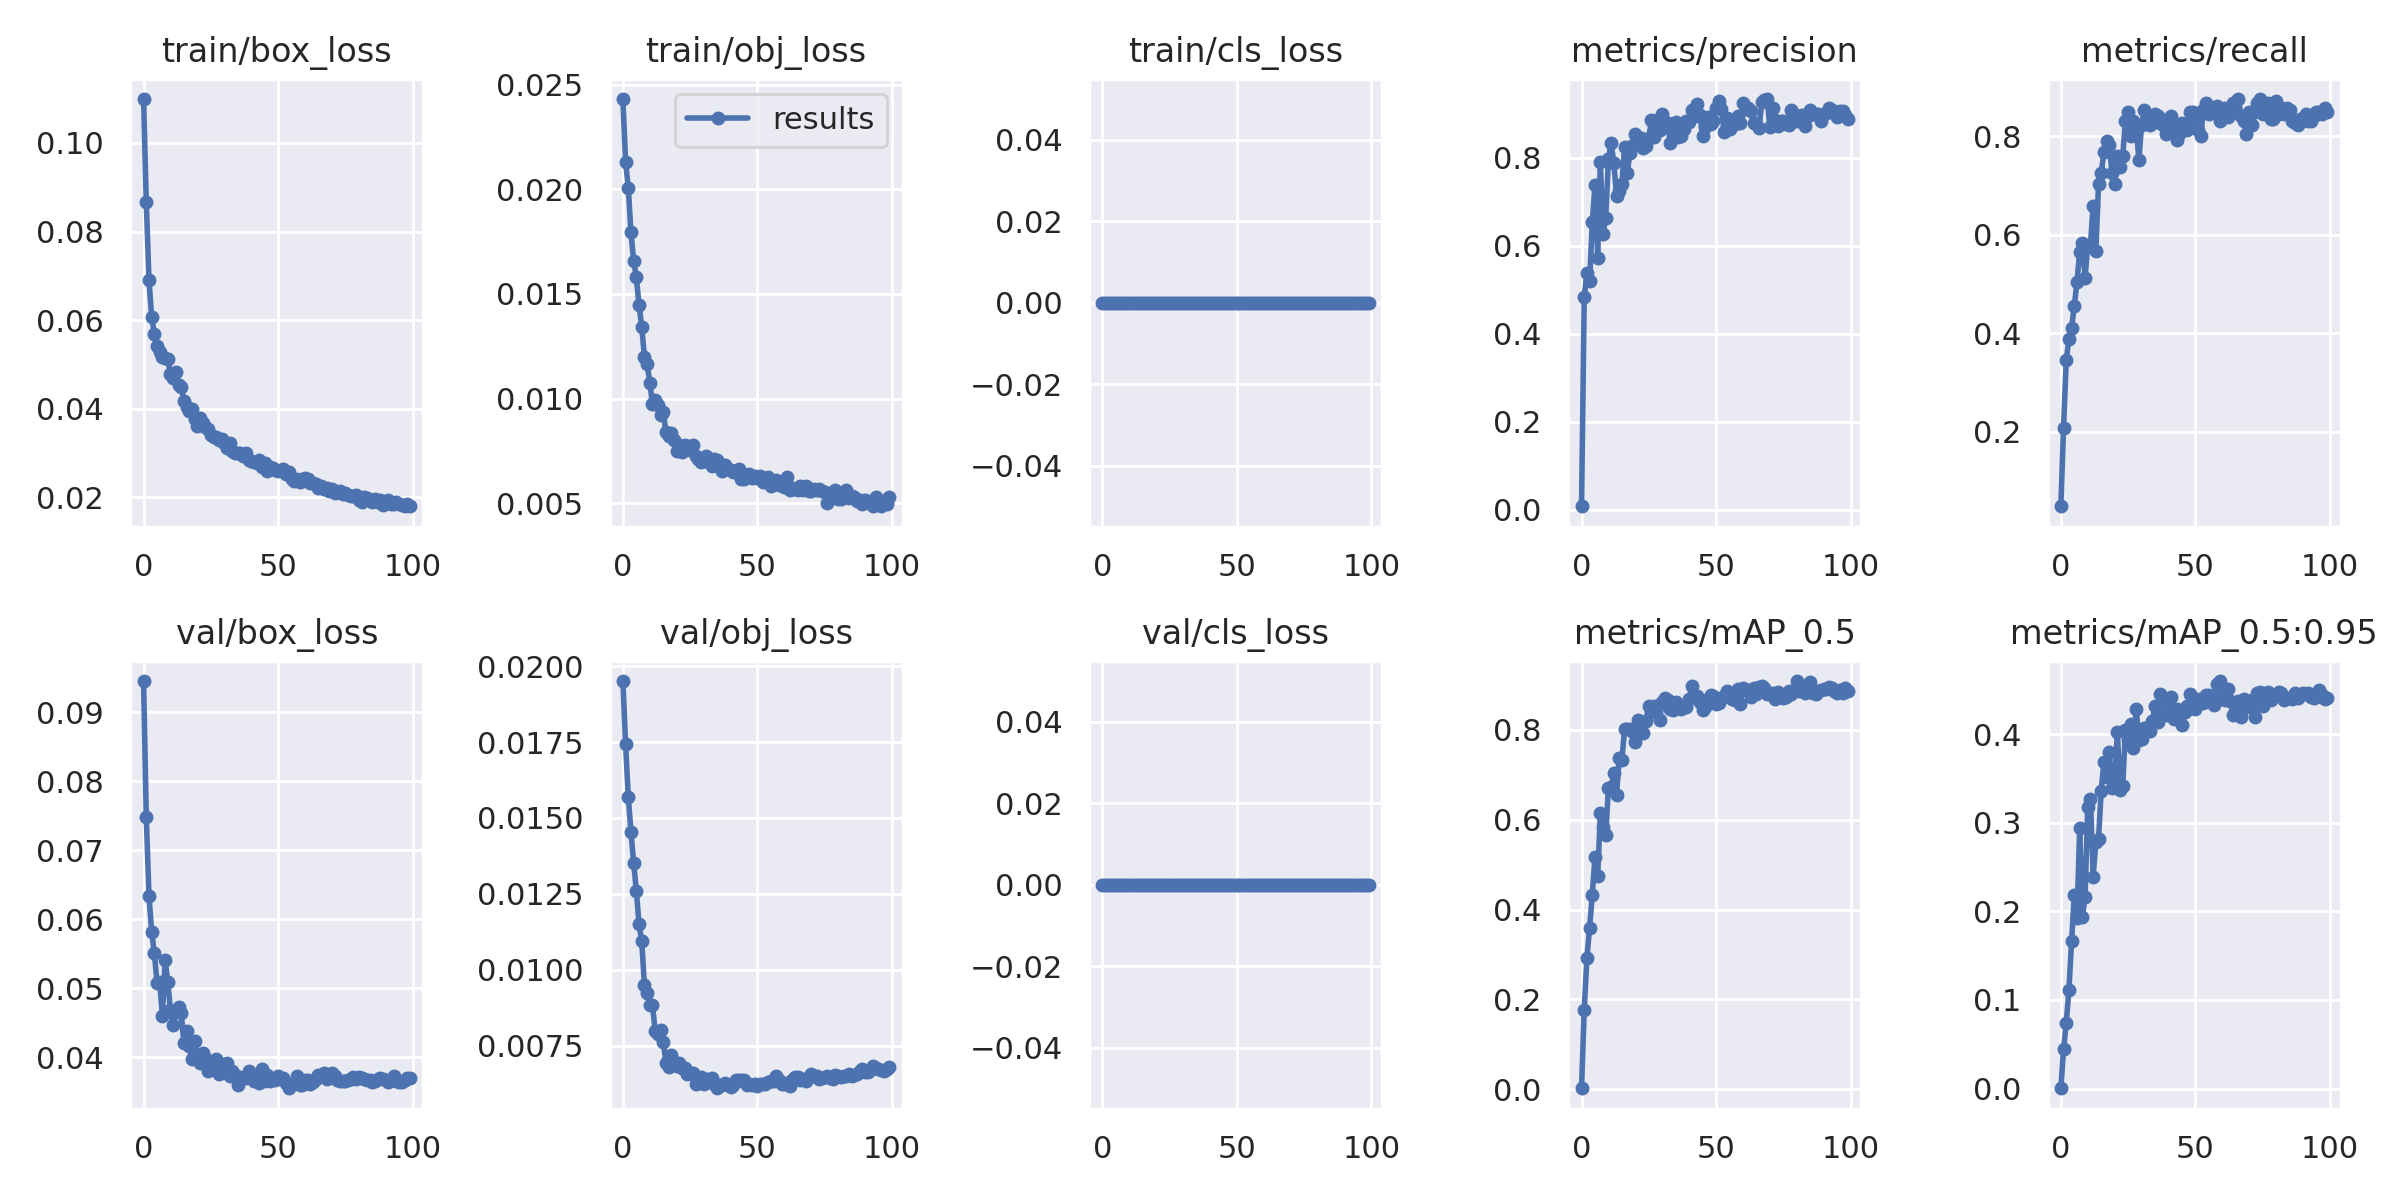 train/box_loss
0.10
0.08
0.06
0.04
0.02
0 50 100
train/obj_loss
results
0.025
0.020
0.015
0.010
0.005
0 50 100
train/cls_loss
0.04
0.02
0.00
−0.02
−0.04
0 50 100
metrics/precision
0.8
0.6
0.4
0.2
0.0
0 50 100
metrics/recall
0.8
0.6
0.4
0.2
0 50 100
val/box_loss
0.09
0.08
0.07
0.06
0.05
0.04
0 50 100
val/obj_loss
0.0200
0.0175
0.0150
0.0125
0.0100
0.0075
0 50 100
val/cls_loss
0.04
0.02
0.00
−0.02
−0.04
0 50 100
metrics/mAP_0.5
0.8
0.6
0.4
0.2
0.0
0 50 100
metrics/mAP_0.5:0.95
0.4
0.3
0.2
0.1
0.0
0 50 100